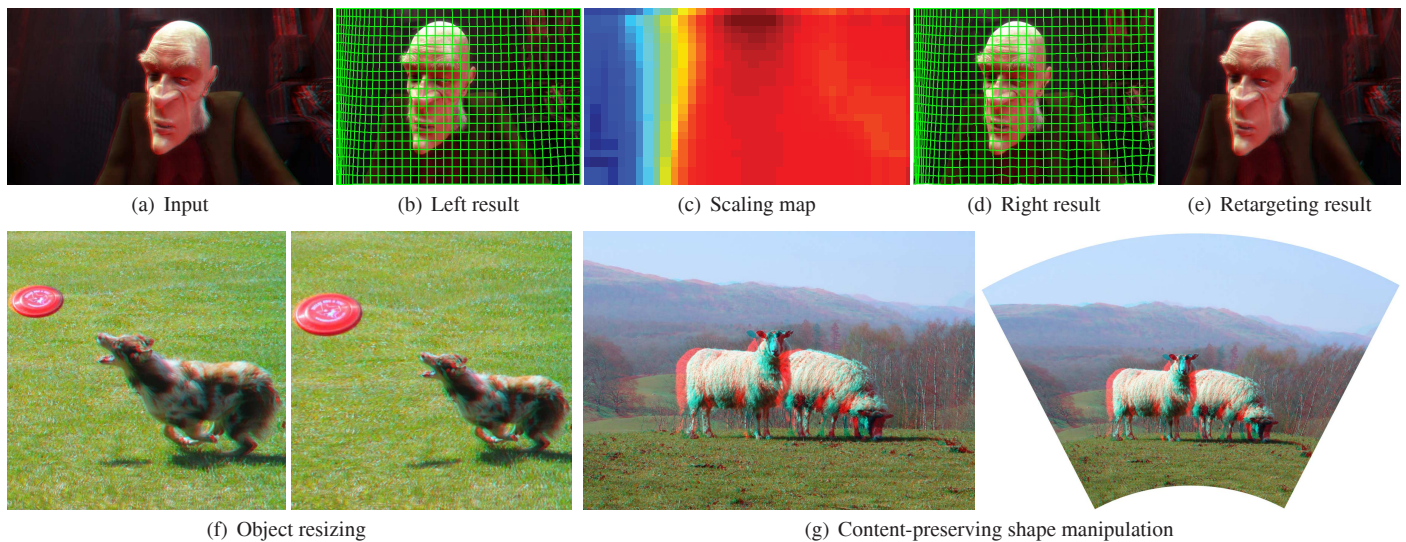 (a) Input
(b) Left result
(c) Scaling map
(d) Right result
(e) Retargeting result
(f) Object resizing
(g) Content-preserving shape manipulation